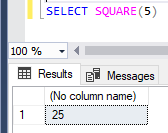 SELECT SQUARE(5)
100 %
Results Messages
(No column name)
1 25